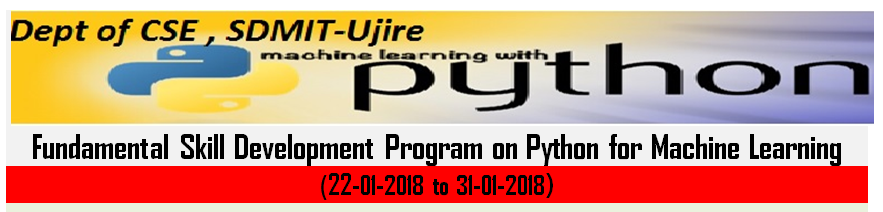 Dept of CSE , SDMIT-Ujire
machine learning with
python
Fundamental Skill Development Program on Python for Machine Learning
(22-01-2018 to 31-01-2018)